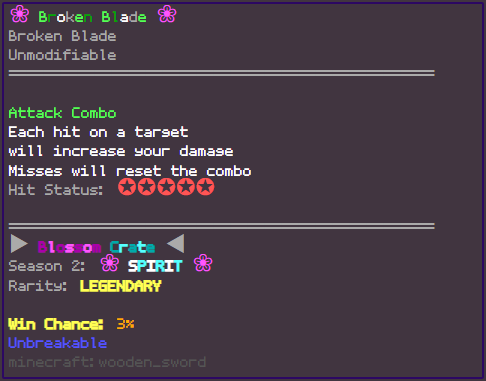 ❀ Broken Blade ❀
Broken Blade
Unmodifiable
Attack Combo
Each hit on a target
will increase your damage
Misses will reset the combo
Hit Status: ✪✪✪✪✪
▶ Blossom Crate ◀
Season 2: ❀ SPIRIT ❀
Rarity: LEGENDARY
Win Chance: 3%
Unbreakable
minecraft:wooden_sword